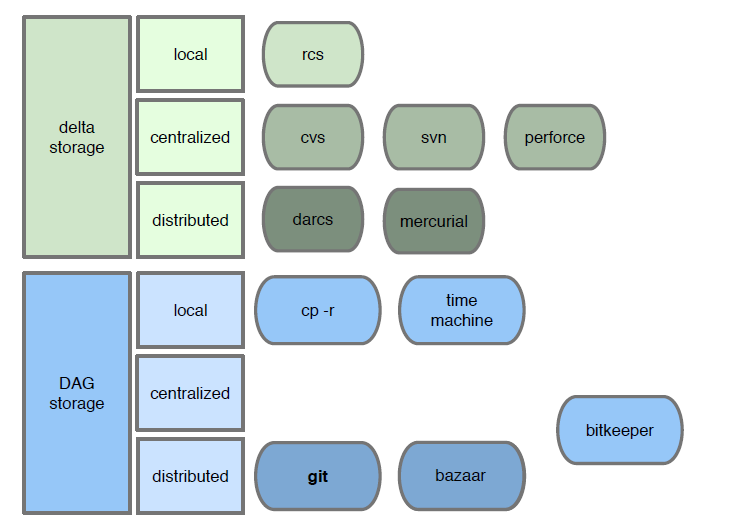 delta
storage
local
rcs
centralized
cvs
svn
perforce
distributed
darcs
mercurial
DAG
storage
local
cp -r
time
machine
centralized
bitkeeper
distributed
git
bazaar